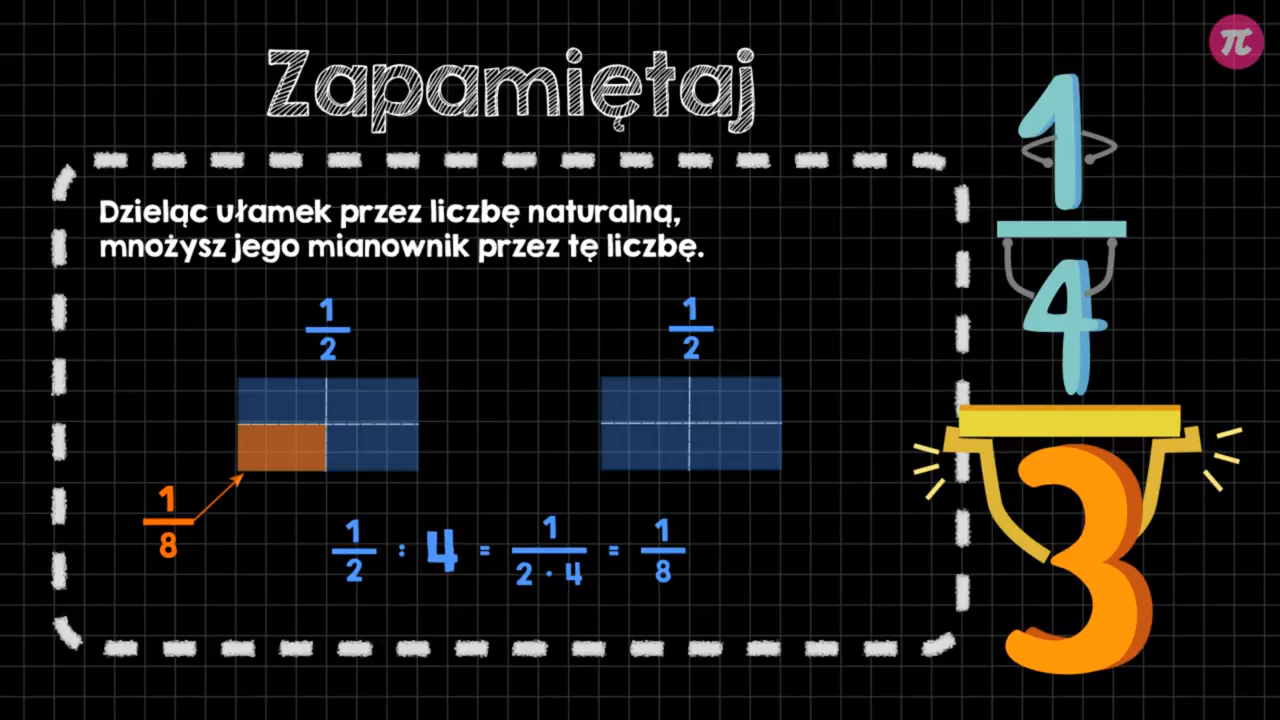 Zapamiętaj
Dzieląc ułamek przez liczbę naturalną,
mnożysz jego mianownik przez tę liczbę.
1/2
1/2
1/8
1/2 : 4 = 1/(2 · 4) = 1/8
1
4
3
π